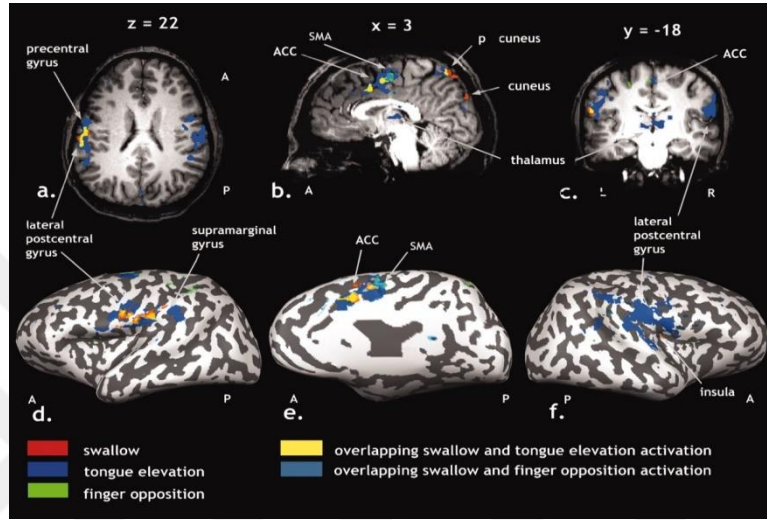 z = 22
x = 3
y = -18
precentral
gyrus
A
SMA
ACC
p cuneus
cuneus
ACC
thalamus
a.
P
b.
A
c.
L
R
lateral
postcentral
gyrus
supramarginal
gyrus
ACC
SMA
lateral
postcentral
gyrus
insula
A
d.
P
A
e.
P
P
f.
A
swallow
tongue elevation
finger opposition
overlapping swallow and tongue elevation activation
overlapping swallow and finger opposition activation